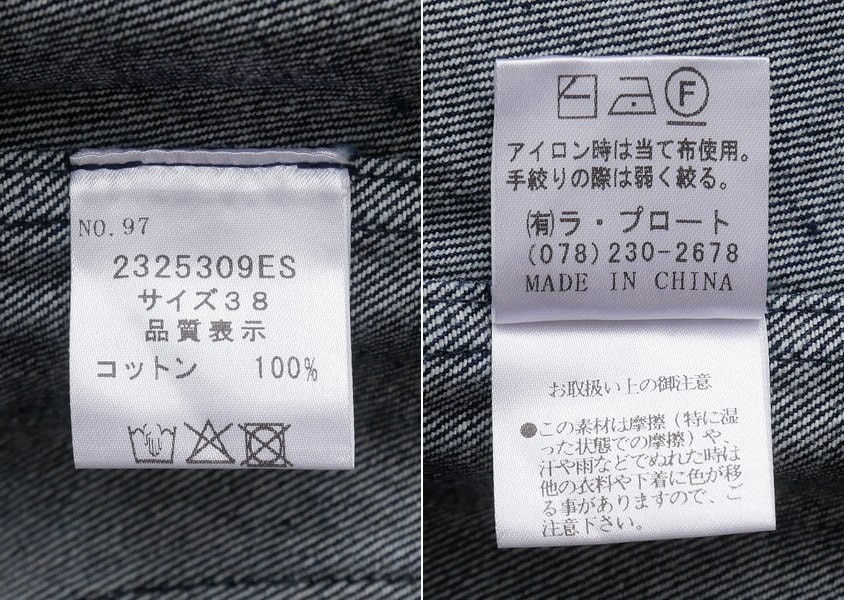 NO. 97
2325309ES
サイズ38
品質表示
コットン 100%
F
アイロン時は当て布使用。
手絞りの際は弱く絞る。
(有)ラ・プロート
(078)230-2678
MADE IN CHINA
お取扱い上の御注意
●この素材は摩擦(特に湿
った状態での摩擦)や、
汗や雨などでぬれた時は
他の衣料や下着に色が移
る事がありますので、ご
注意下さい。